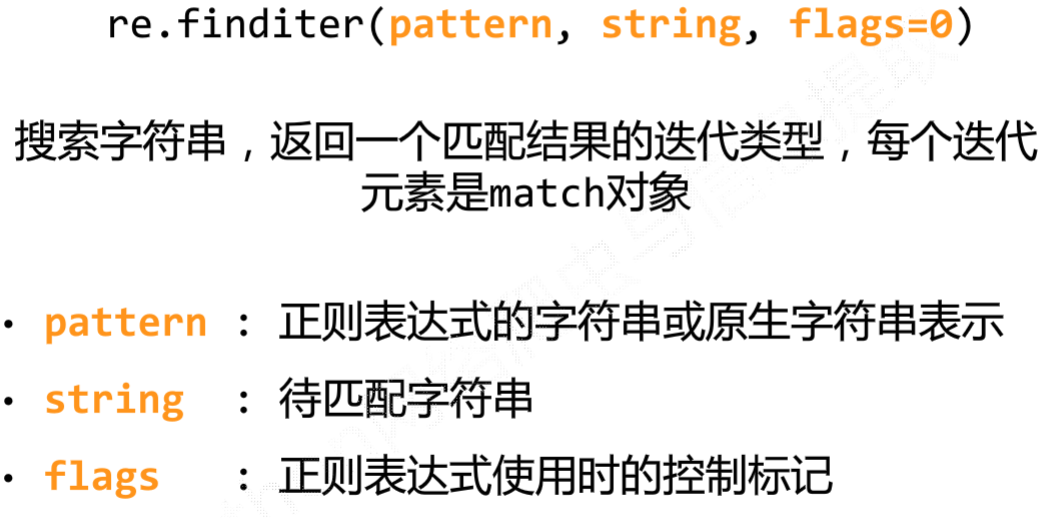 re.finditer(pattern, string, flags=0)
搜索字符串，返回一个匹配结果的迭代类型，每个迭代
元素是match对象
· pattern : 正则表达式的字符串或原生字符串表示
· string : 待匹配字符串
· flags : 正则表达式使用时的控制标记